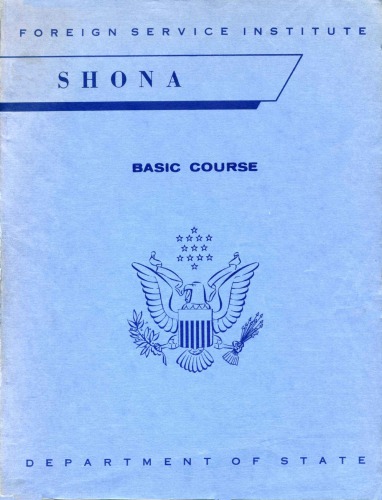 FOREIGN SERVICE INSTITUTE
SHONA
BASIC COURSE
DEPARTMENT OF STATE